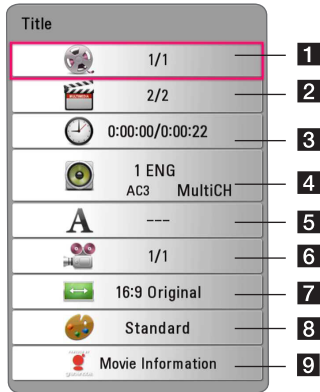 Title
1/1 1
2/2 2
0:00:00/0:00:22 3
1 ENG
AC3 MultiCH 4
A --- 5
1/1 6
16:9 Original 7
Standard 8
Movie Information 9